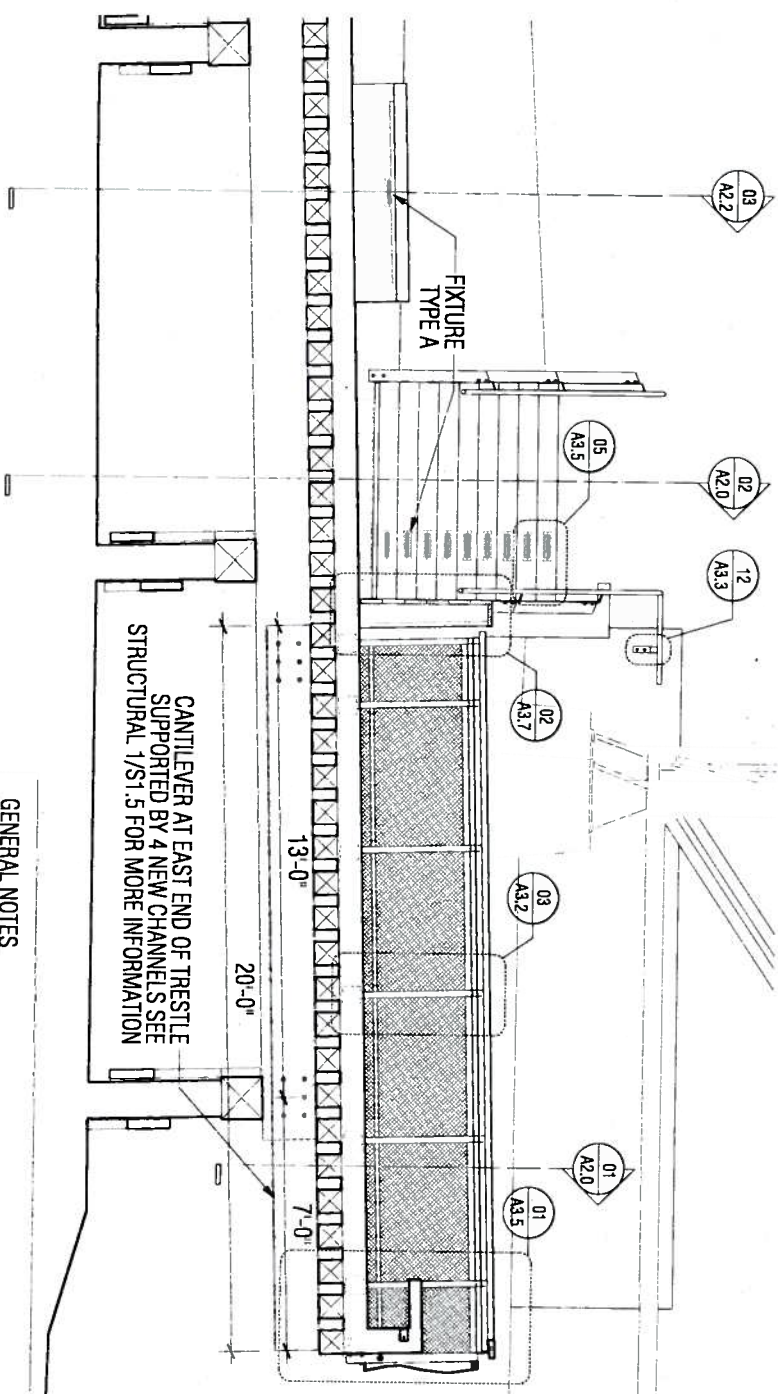 03
A2.2
FIXTURE
TYPE A
05
A3.5
02
A2.0
12
A3.3
02
A3.7
03
A3.2
01
A2.0
01
A3.5
13'-0"
7'-0"
20'-0"
CANTILEVER AT EAST END OF TRESTLE
SUPPORTED BY 4 NEW CHANNELS SEE
STRUCTURAL 1/S1.5 FOR MORE INFORMATION
GENERAL NOTES